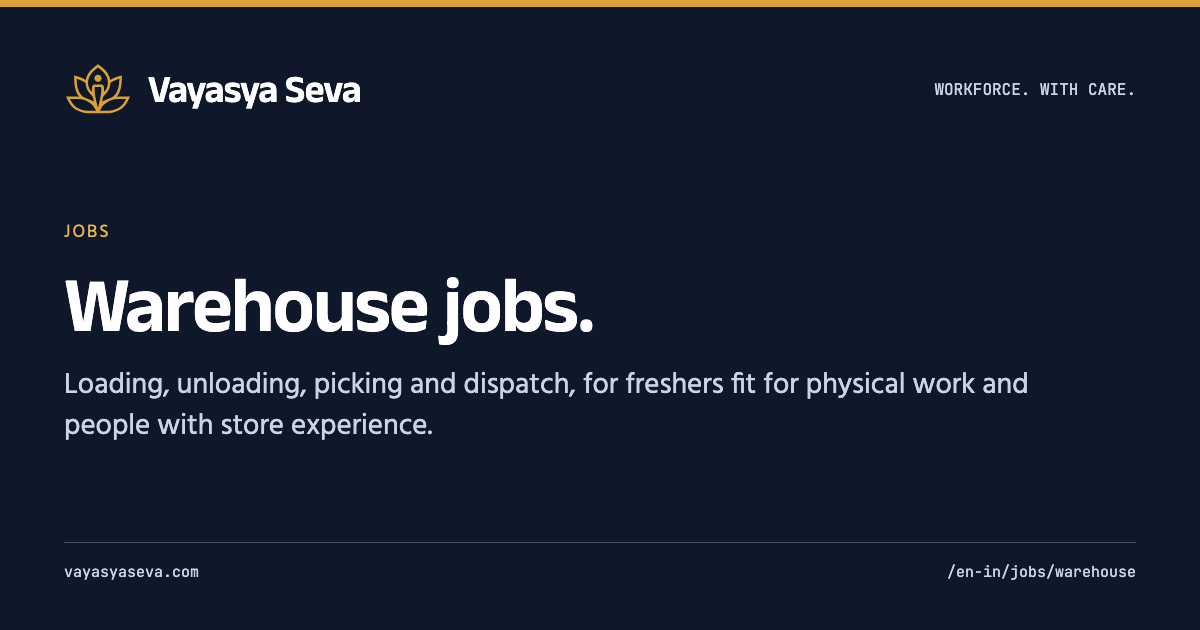 Vayasya Seva
WORKFORCE. WITH CARE.
JOBS
Warehouse jobs.
Loading, unloading, picking and dispatch, for freshers fit for physical work and
people with store experience.
vayasyaseva.com
/en-in/jobs/warehouse